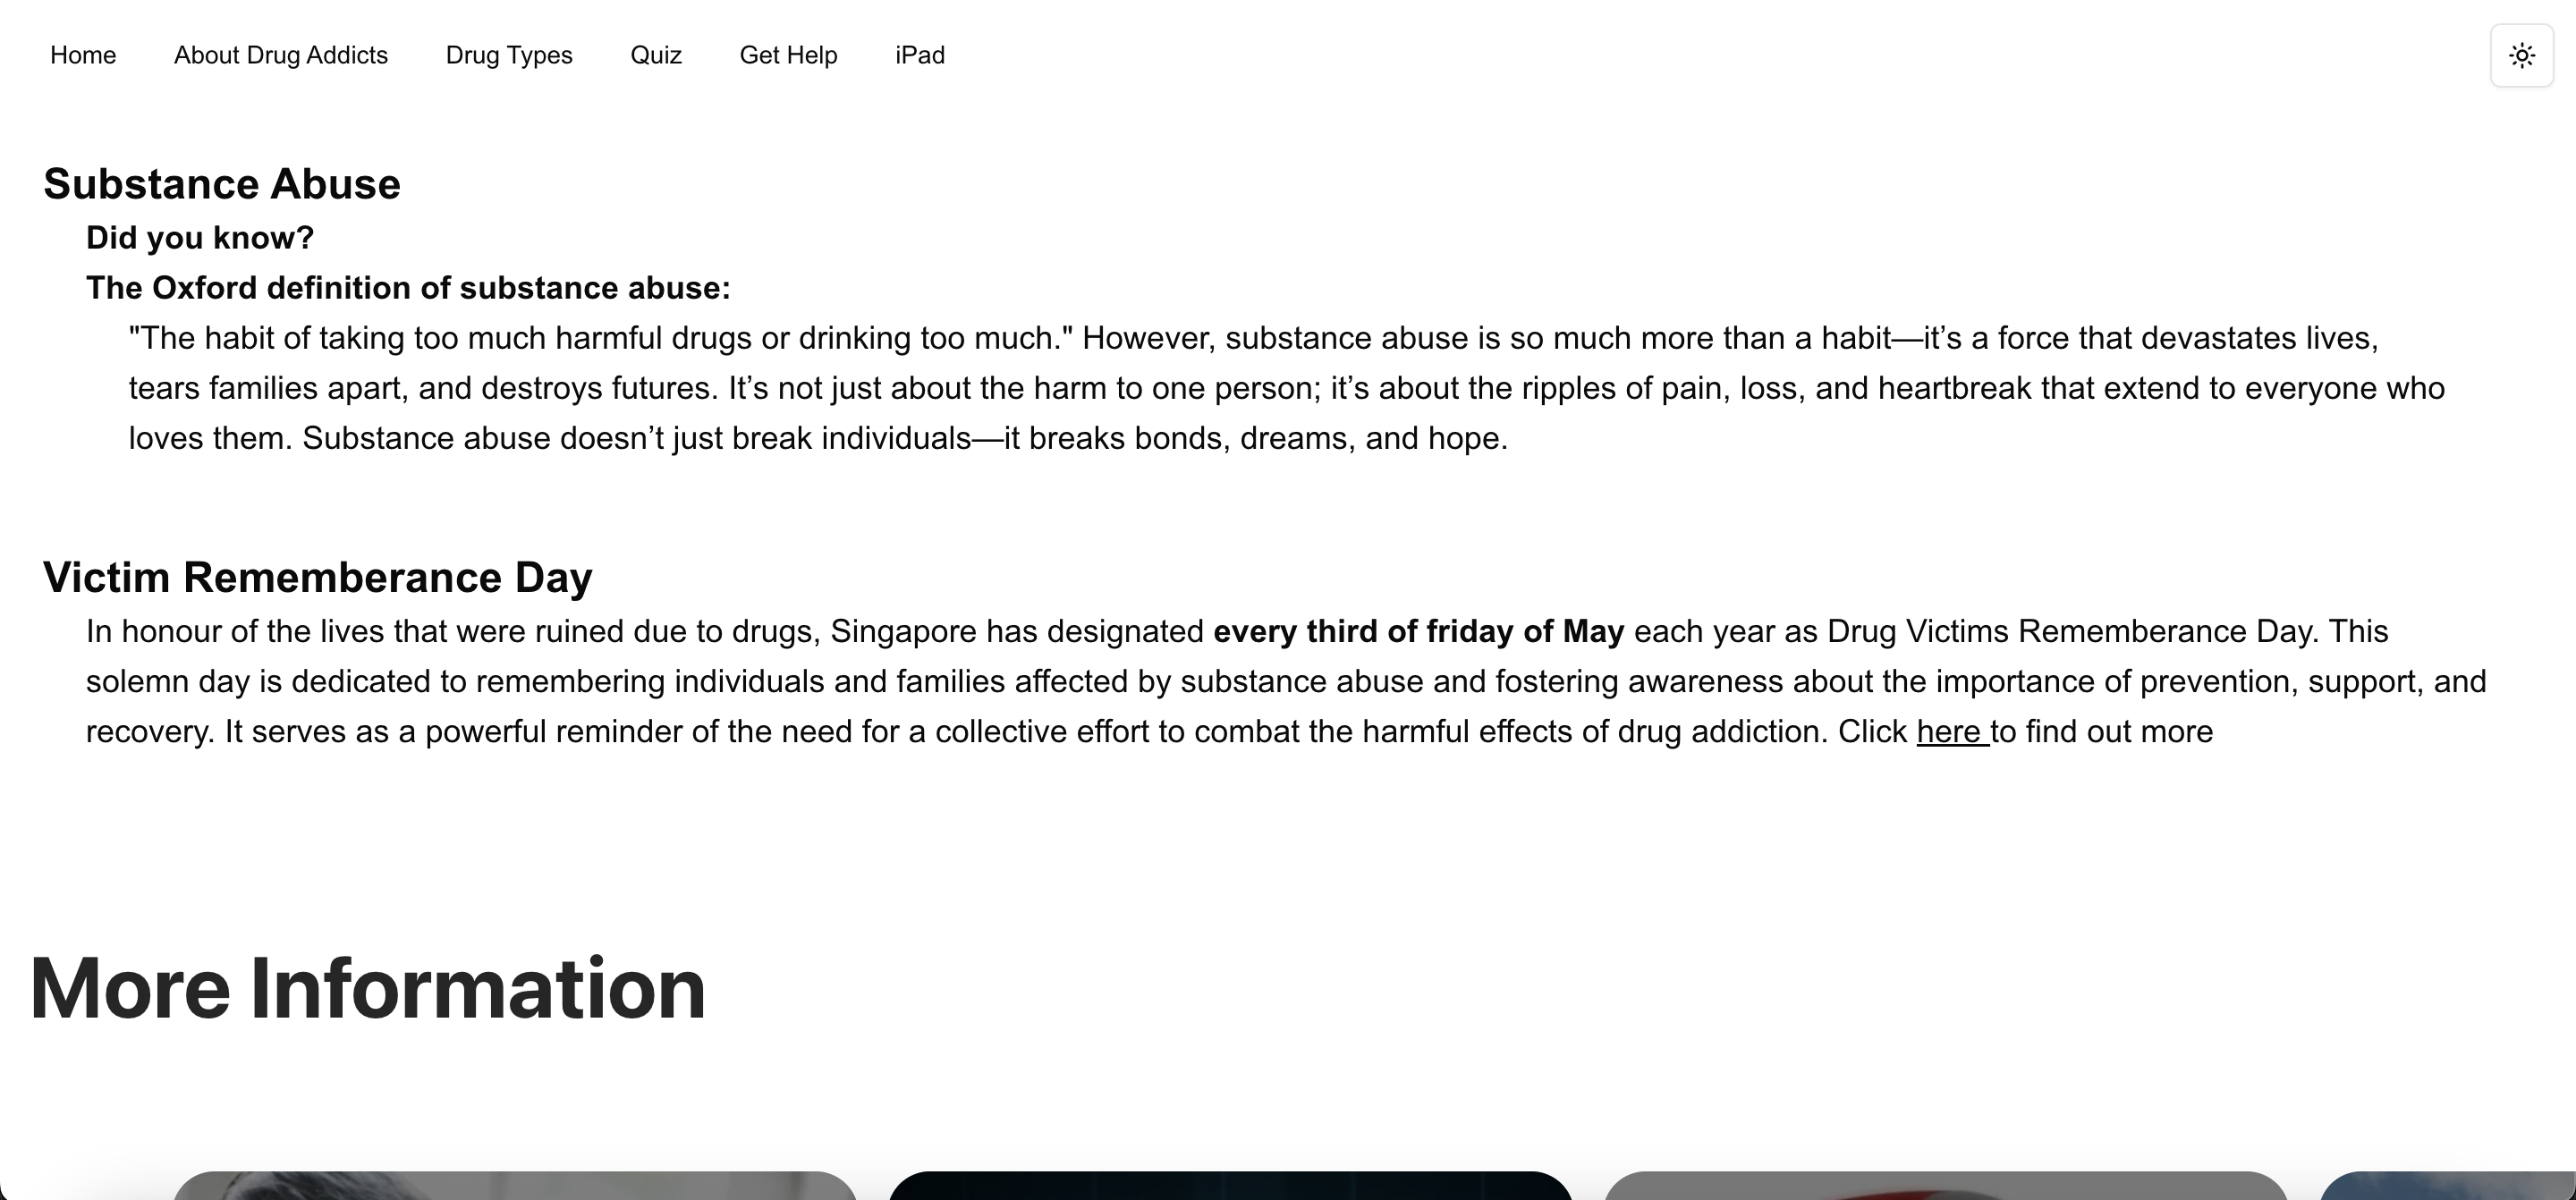 Home About Drug Addicts Drug Types Quiz Get Help iPad
Substance Abuse
Did you know?
The Oxford definition of substance abuse:
"The habit of taking too much harmful drugs or drinking too much." However, substance abuse is so much more than a habit—it’s a force that devastates lives,
tears families apart, and destroys futures. It’s not just about the harm to one person; it’s about the ripples of pain, loss, and heartbreak that extend to everyone who
loves them. Substance abuse doesn’t just break individuals—it breaks bonds, dreams, and hope.
Victim Rememberance Day
In honour of the lives that were ruined due to drugs, Singapore has designated every third of friday of May each year as Drug Victims Rememberance Day. This
solemn day is dedicated to remembering individuals and families affected by substance abuse and fostering awareness about the importance of prevention, support, and
recovery. It serves as a powerful reminder of the need for a collective effort to combat the harmful effects of drug addiction. Click here to find out more
More Information